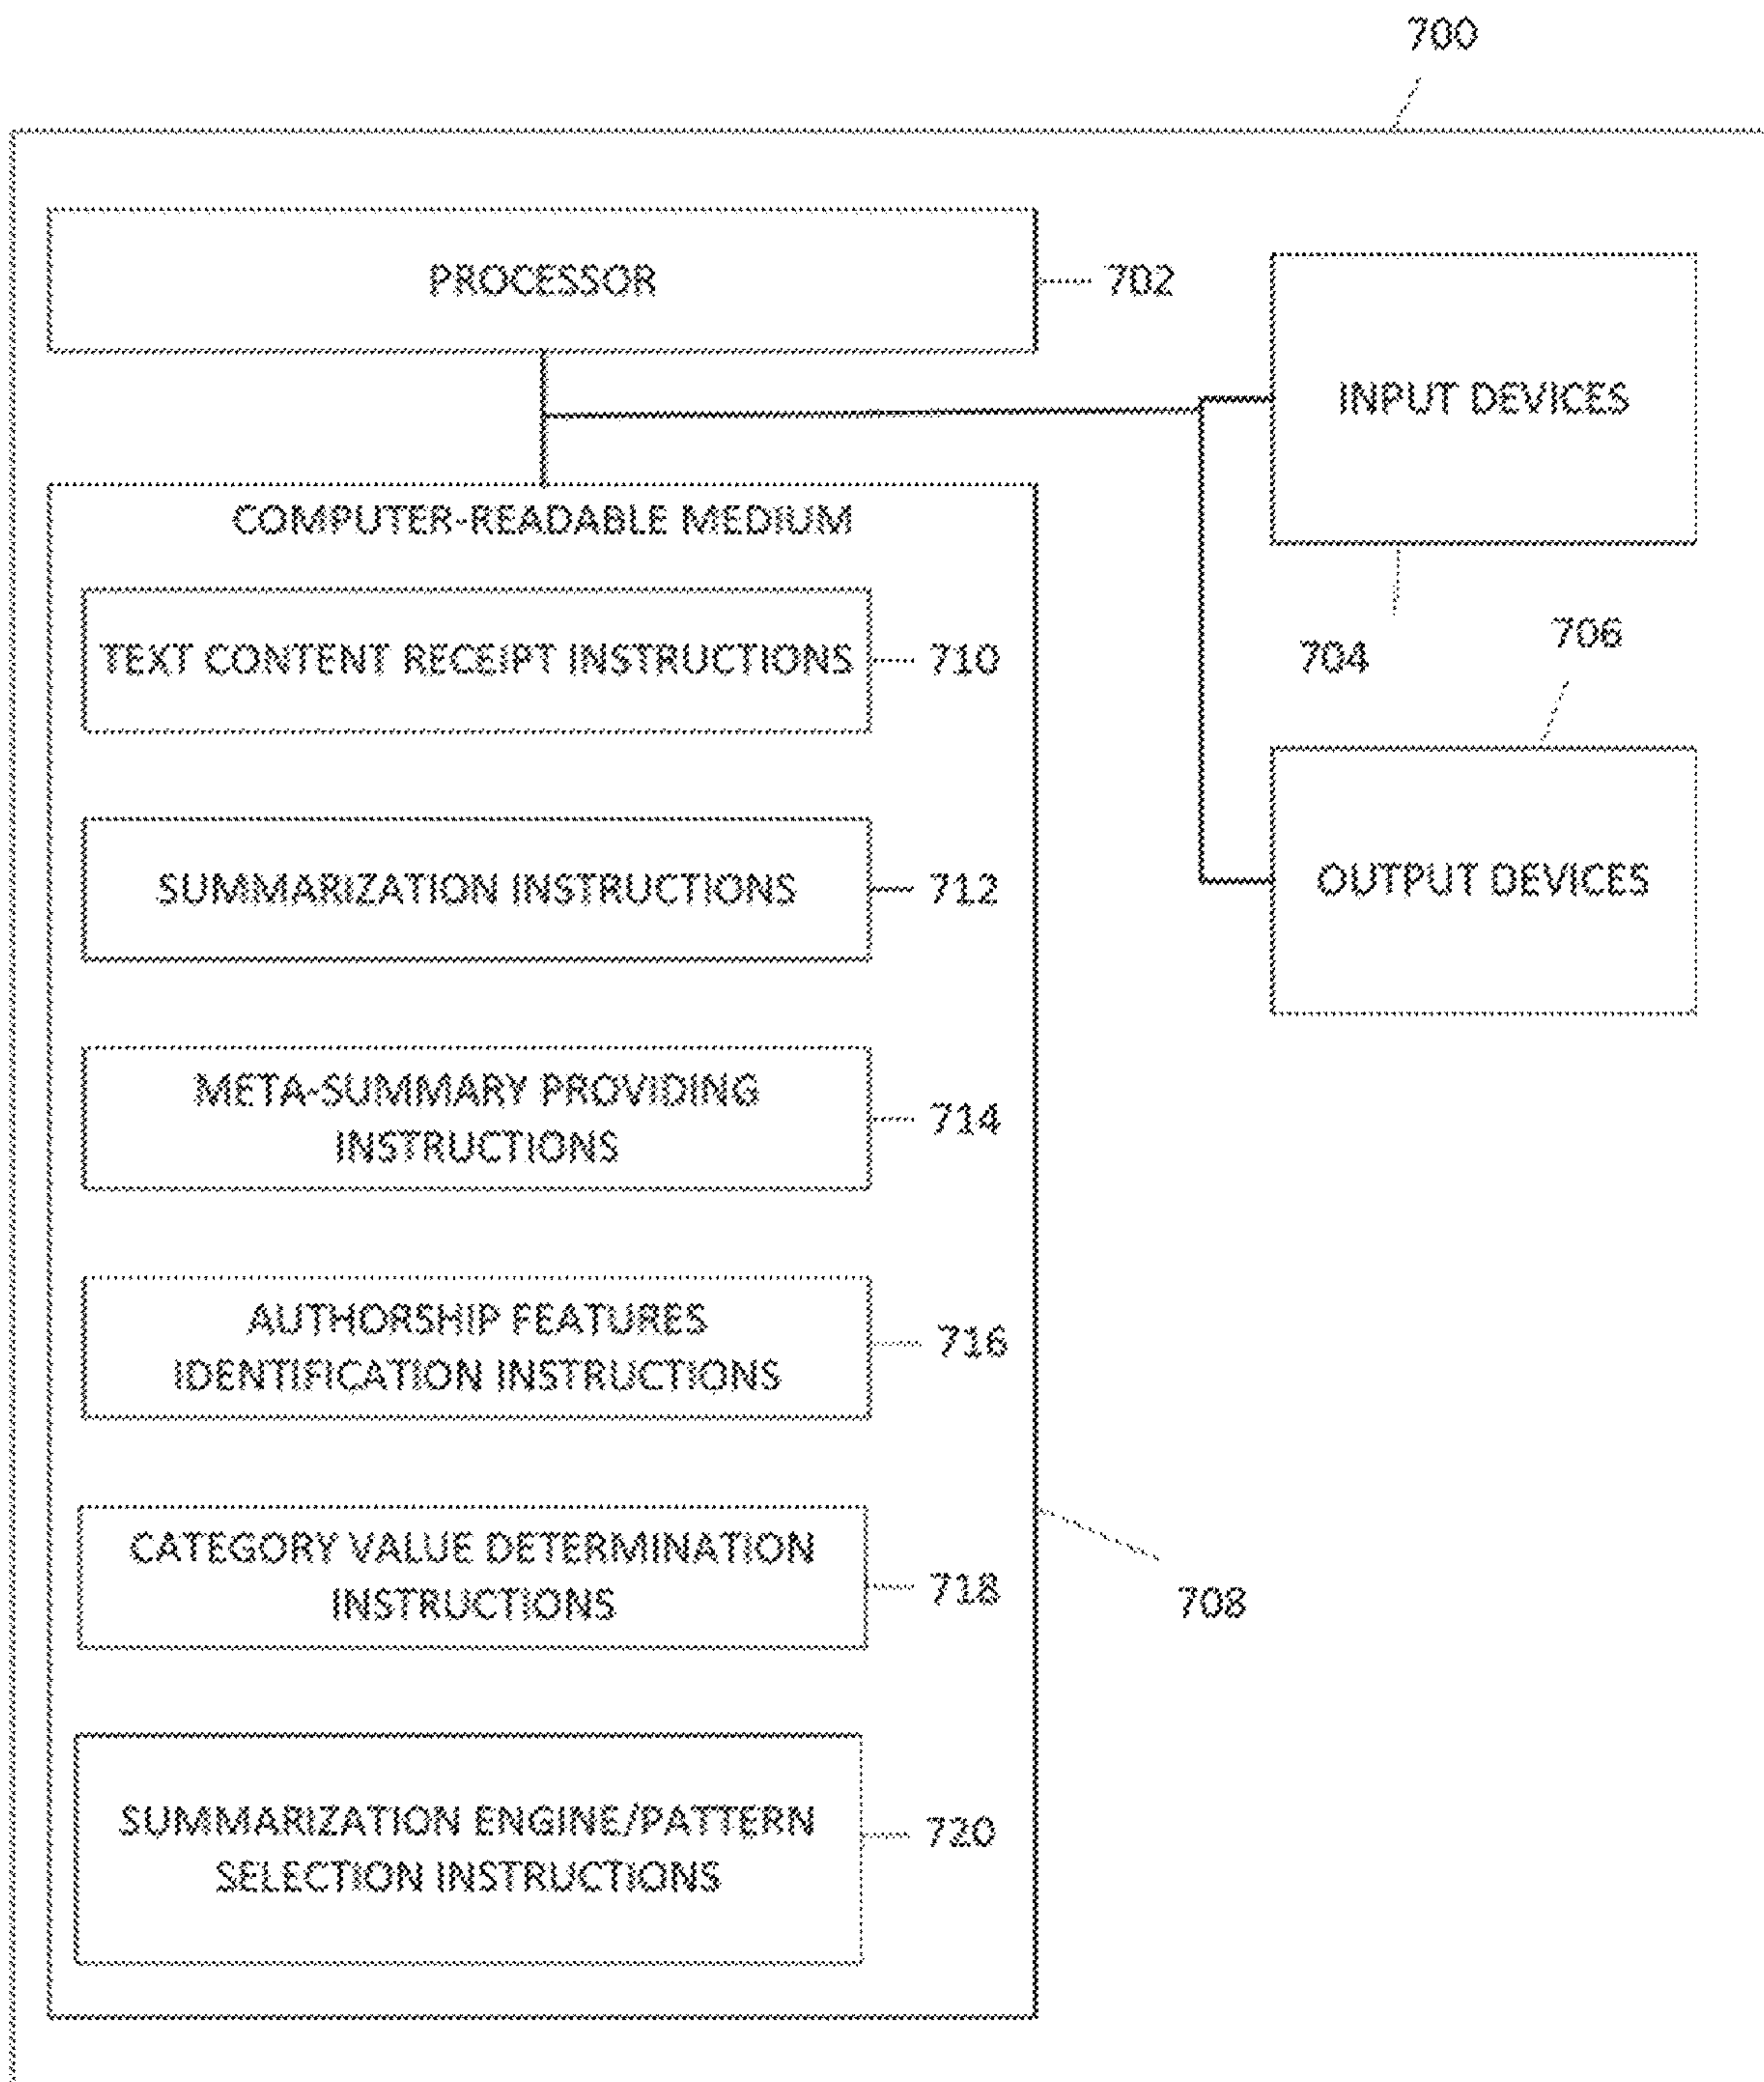 700
PROCESSOR
702
INPUT DEVICES
704
706
OUTPUT DEVICES
COMPUTER-READABLE MEDIUM
TEXT CONTENT RECEIPT INSTRUCTIONS
710
SUMMARIZATION INSTRUCTIONS
712
META-SUMMARY PROVIDING
INSTRUCTIONS
714
AUTHORSHIP FEATURES
IDENTIFICATION INSTRUCTIONS
716
CATEGORY VALUE DETERMINATION
INSTRUCTIONS
718
708
SUMMARIZATION ENGINE/PATTERN
SELECTION INSTRUCTIONS
720